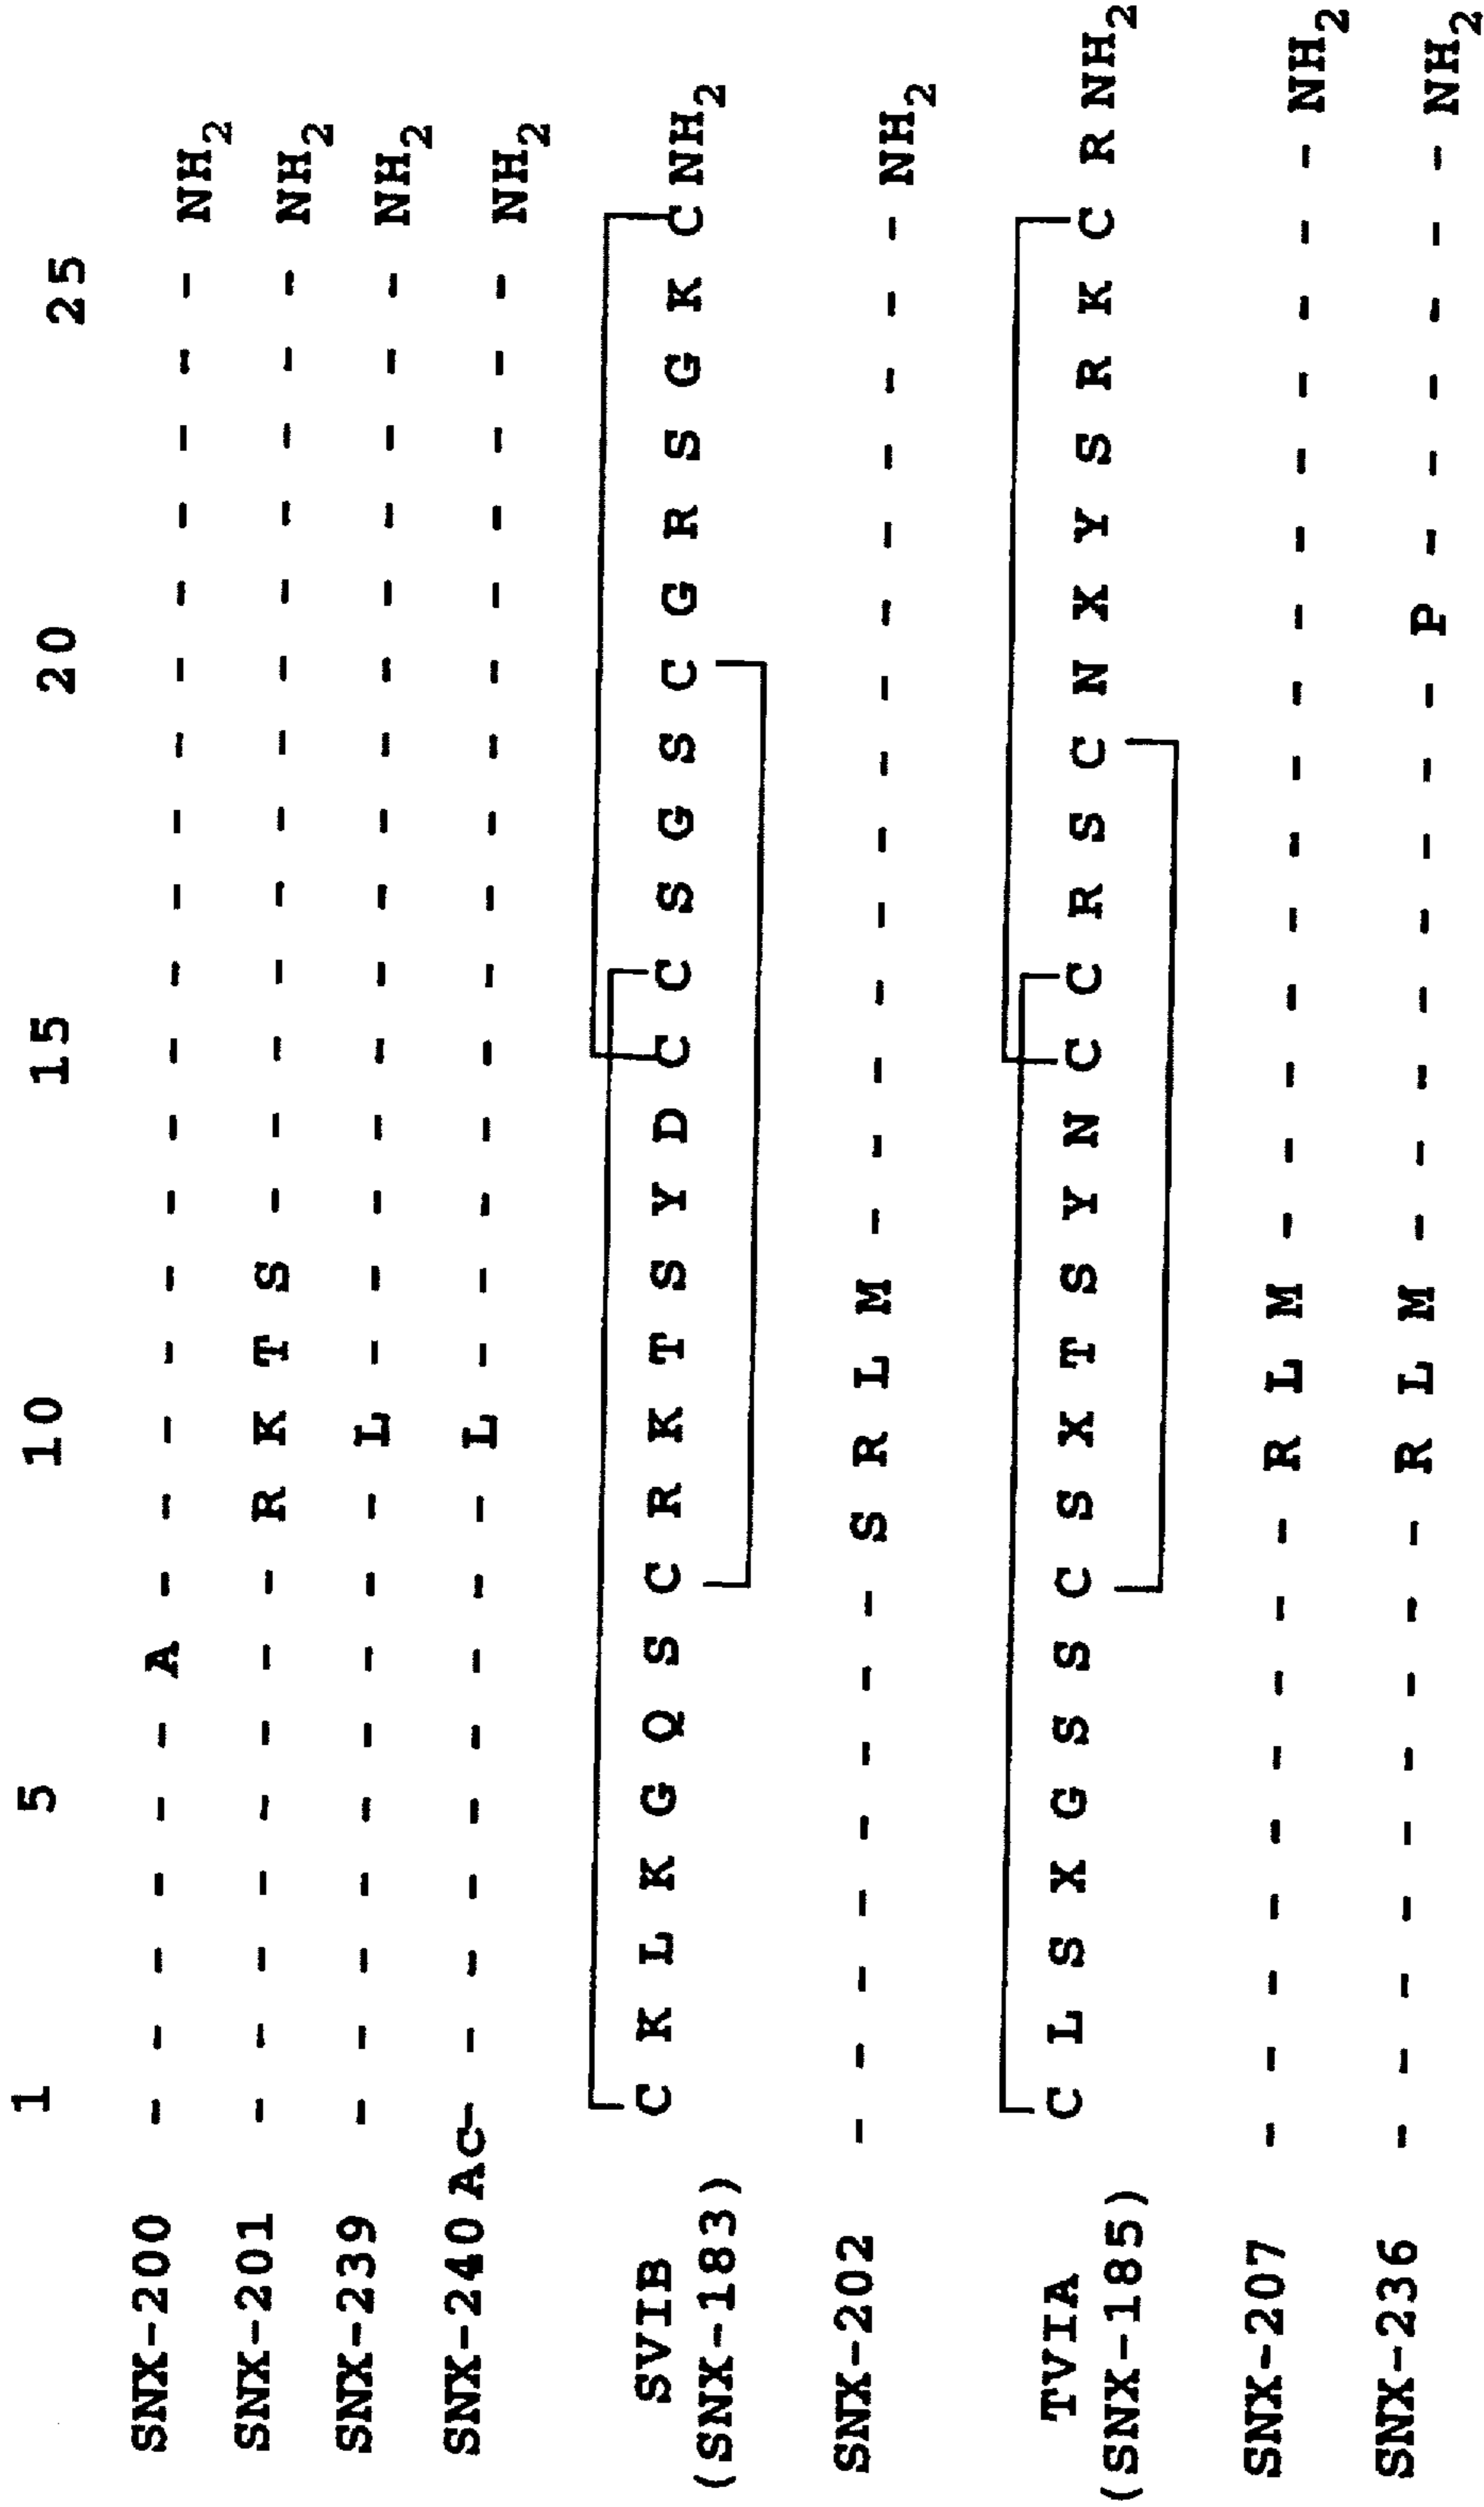 1 5 10 15 20 25
SNX-200 - - - - - - A - - - - - - - - - - - - - - - - - - NH2
SNX-201 - - - - - - - - R K T S - - - - - - - - - - - - - NH2
SNX-239 - - - - - - - - - L - - - - - - - - - - - - - - - NH2
SNX-240 Ac- - - - - - - - - L - - - - - - - - - - - - - - - NH2
SVIB C K L K G Q S C R K T S Y D C C S G S C G R S G K C NH2
(SNX-183)
SNX-202 - - - - - - - - S R L M - - - - - - - - - - - - - - NH2
TVIA C L S X G S S C S X T S Y N C C R S C N X Y S R K C R NH2
(SNX-185)
SNX-207 - - - - - - - - - R L M - - - - - - - - - - - - - - - NH2
SNX-236 - - - - - - - - - R L M - - - - - - - - P - - - - - - NH2